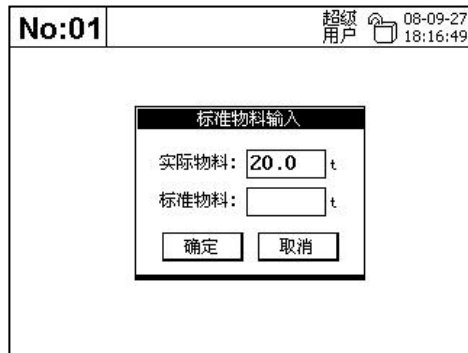 No:01
超级 08-09-27
用户 18:16:49
标准物料输入
实际物料: 20.0 t
标准物料: t
确定 取消